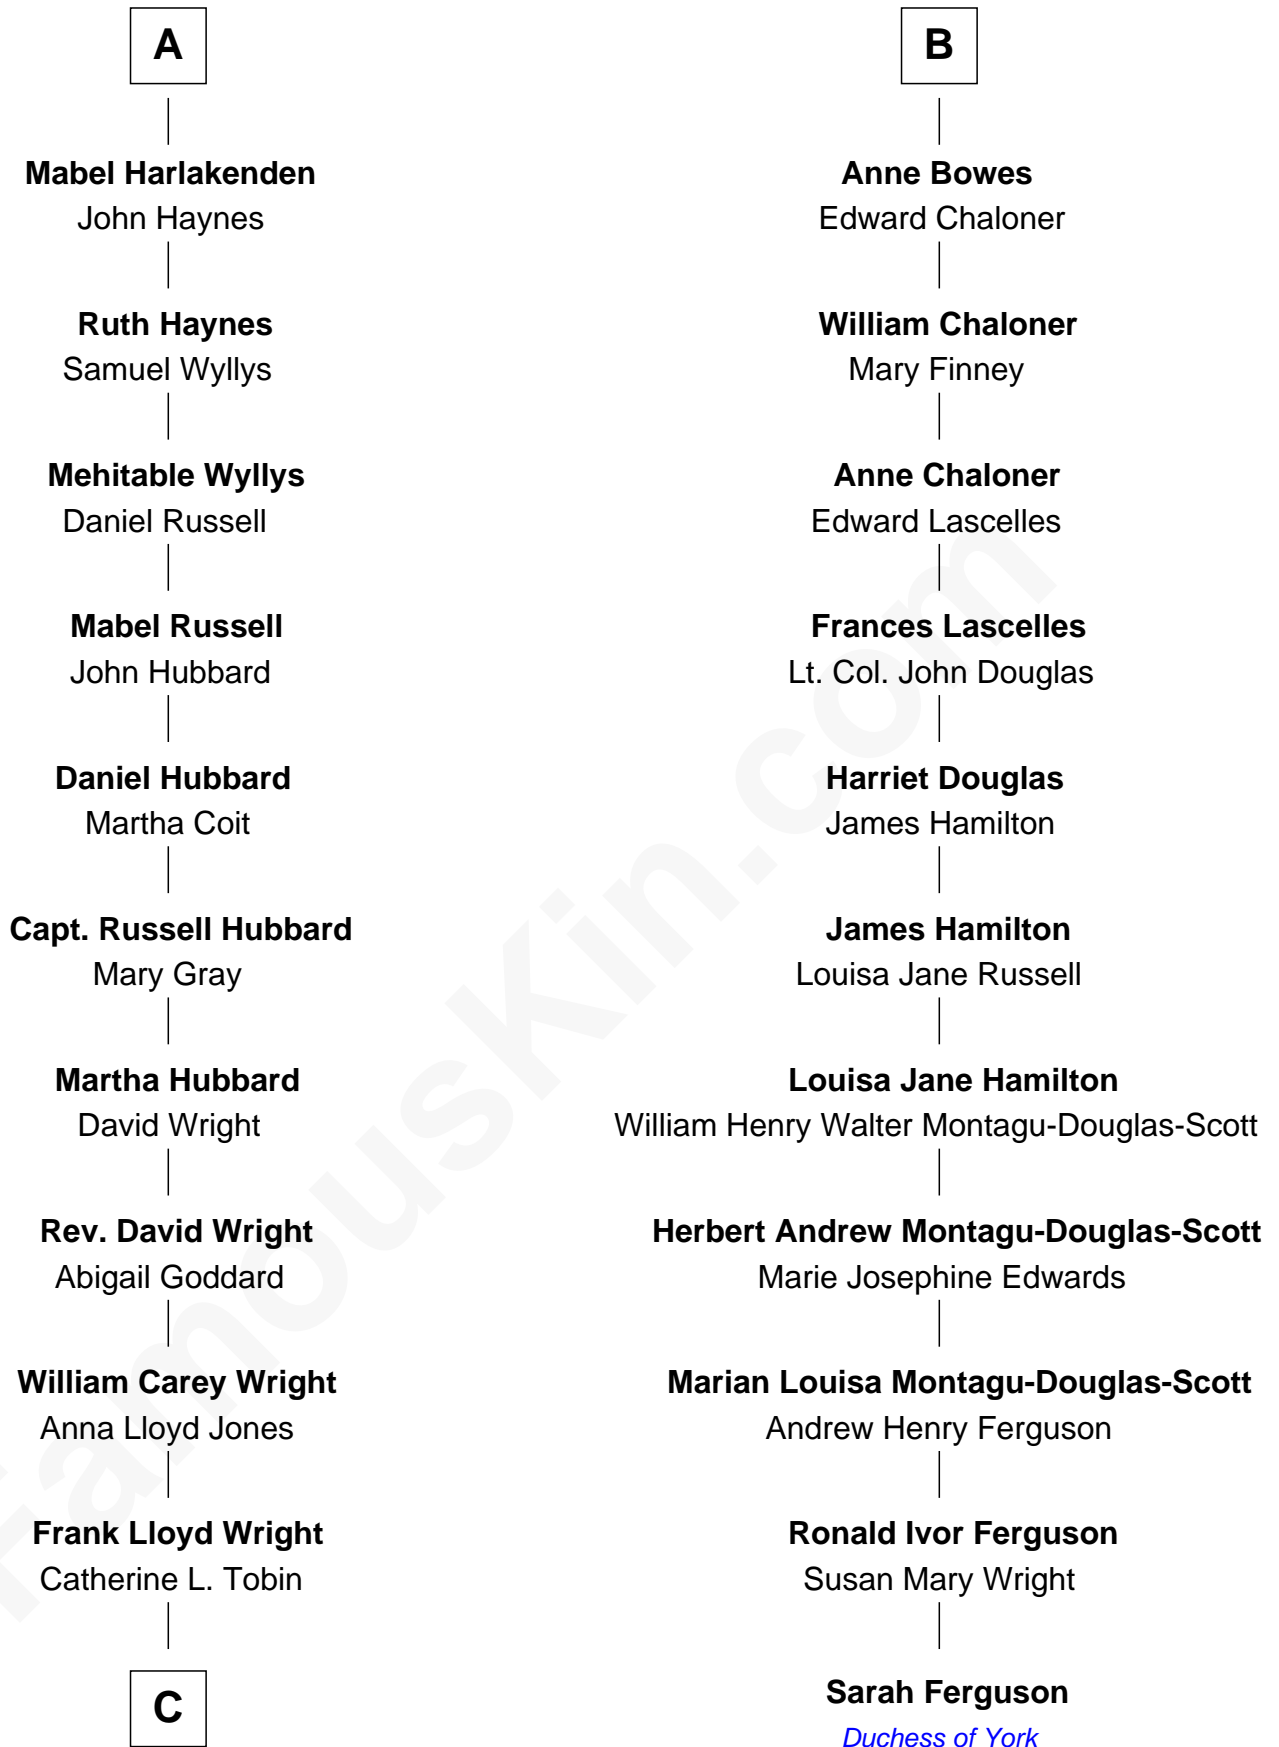 A
Mabel Harlakenden
John Haynes
Ruth Haynes
Samuel Wyllys
Mehitable Wyllys
Daniel Russell
Mabel Russell
John Hubbard
Daniel Hubbard
Martha Coit
Capt. Russell Hubbard
Mary Gray
Martha Hubbard
David Wright
Rev. David Wright
Abigail Goddard
William Carey Wright
Anna Lloyd Jones
Frank Lloyd Wright
Catherine L. Tobin
C
B
Anne Bowes
Edward Chaloner
William Chaloner
Mary Finney
Anne Chaloner
Edward Lascelles
Frances Lascelles
Lt. Col. John Douglas
Harriet Douglas
James Hamilton
James Hamilton
Louisa Jane Russell
Louisa Jane Hamilton
William Henry Walter Montagu-Douglas-Scott
Herbert Andrew Montagu-Douglas-Scott
Marie Josephine Edwards
Marian Louisa Montagu-Douglas-Scott
Andrew Henry Ferguson
Ronald Ivor Ferguson
Susan Mary Wright
Sarah Ferguson
Duchess of York
FamousKin.com